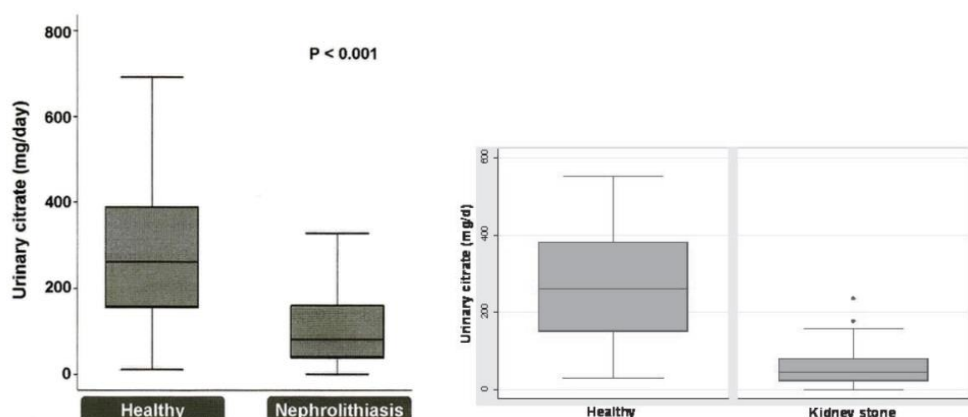 Urinary citrate (mg/day)
800
600
400
200
0
P < 0.001
Healthy
Nephrolithiasis
Urinary citrate (mg/d)
600
400
200
0
Healthy
Kidney stone